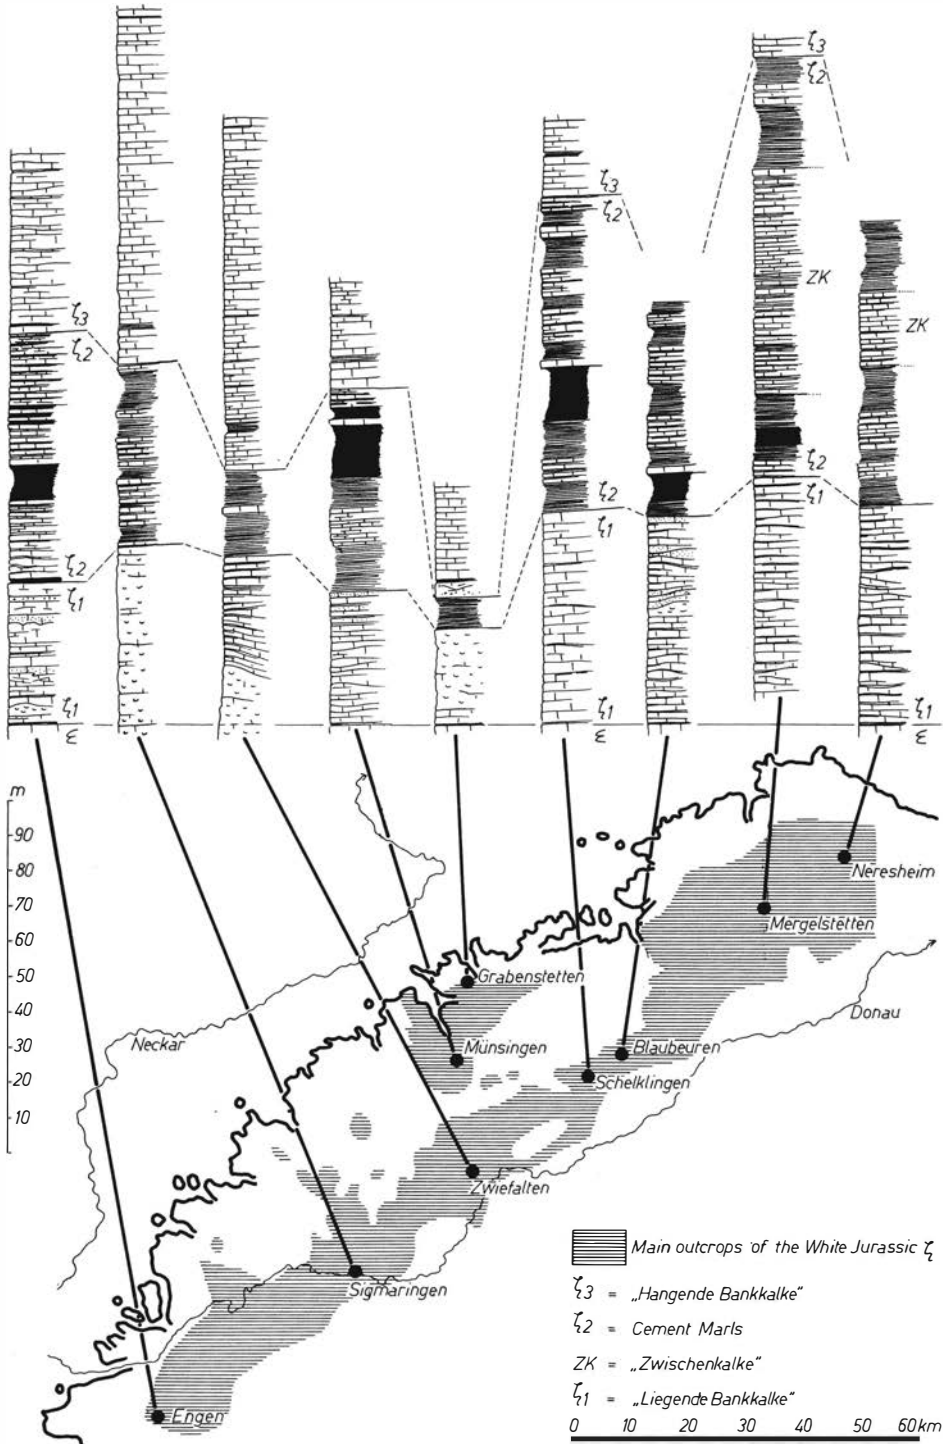 ζ3
ζ2
ζ3
ζ2
ζ3
ζ2
ZK
ZK
ζ2
ζ1
ζ2
ζ1
ζ2
ζ1
ζ1
ε
ζ1
ε
ζ1
ε
m
90
80
70
60
50
40
30
20
10
Neresheim
Mergelstetten
Grabenstetten
Donau
Neckar
Münsingen
Blaubeuren
Schelklingen
Zwiefalten
Sigmaringen
Engen
Main outcrops of the White Jurassic ζ
ζ3 = „Hangende Bankkalke"
ζ2 = Cement Marls
ZK = „Zwischenkalke"
ζ1 = „Liegende Bankkalke"
0 10 20 30 40 50 60 km